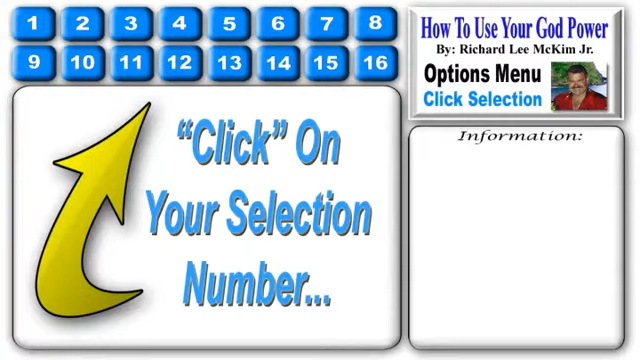 1 2 3 4 5 6 7 8
9 10 11 12 13 14 15 16
How To Use Your God Power
By: Richard Lee McKim Jr.
Options Menu
Click Selection
“Click” On
Your Selection
Number...
Information: